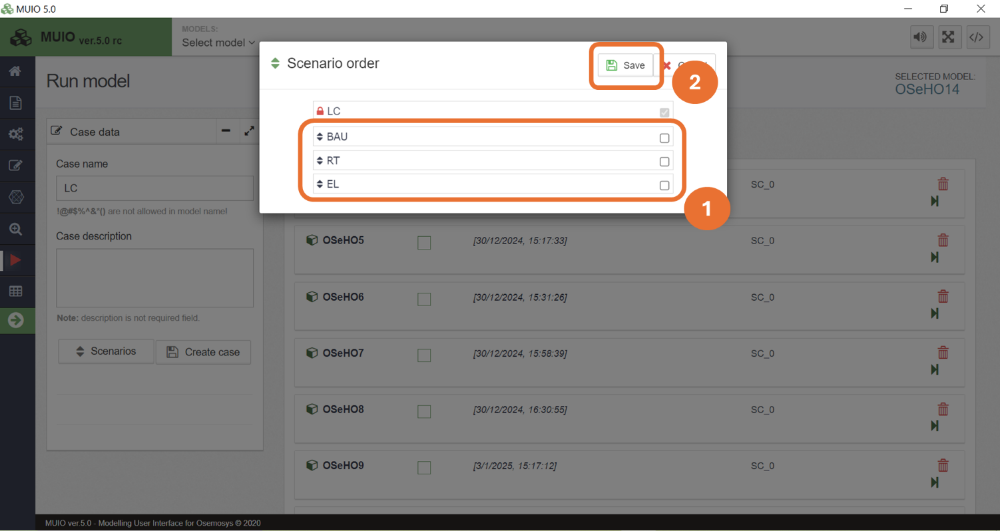 MUIO 5.0
MUIO ver.5.0 rc
MODELS:
Select model
Scenario order
Save
2
SELECTED MODEL:
OSeHO14
Run model
LC
BAU
RT
EL
1
Case data
Case name
LC
!@#$%^&*() are not allowed in model name!
Case description
Note: description is not required field.
Scenarios
Create case
SC_0
OSeHO5
[30/12/2024, 15:17:33]
SC_0
OSeHO6
[30/12/2024, 15:31:26]
SC_0
OSeHO7
[30/12/2024, 15:58:39]
SC_0
OSeHO8
[30/12/2024, 16:30:55]
SC_0
OSeHO9
[3/1/2025, 15:17:12]
SC_0
MUIO ver.5.0 - Modelling User Interface for Osemosys © 2020